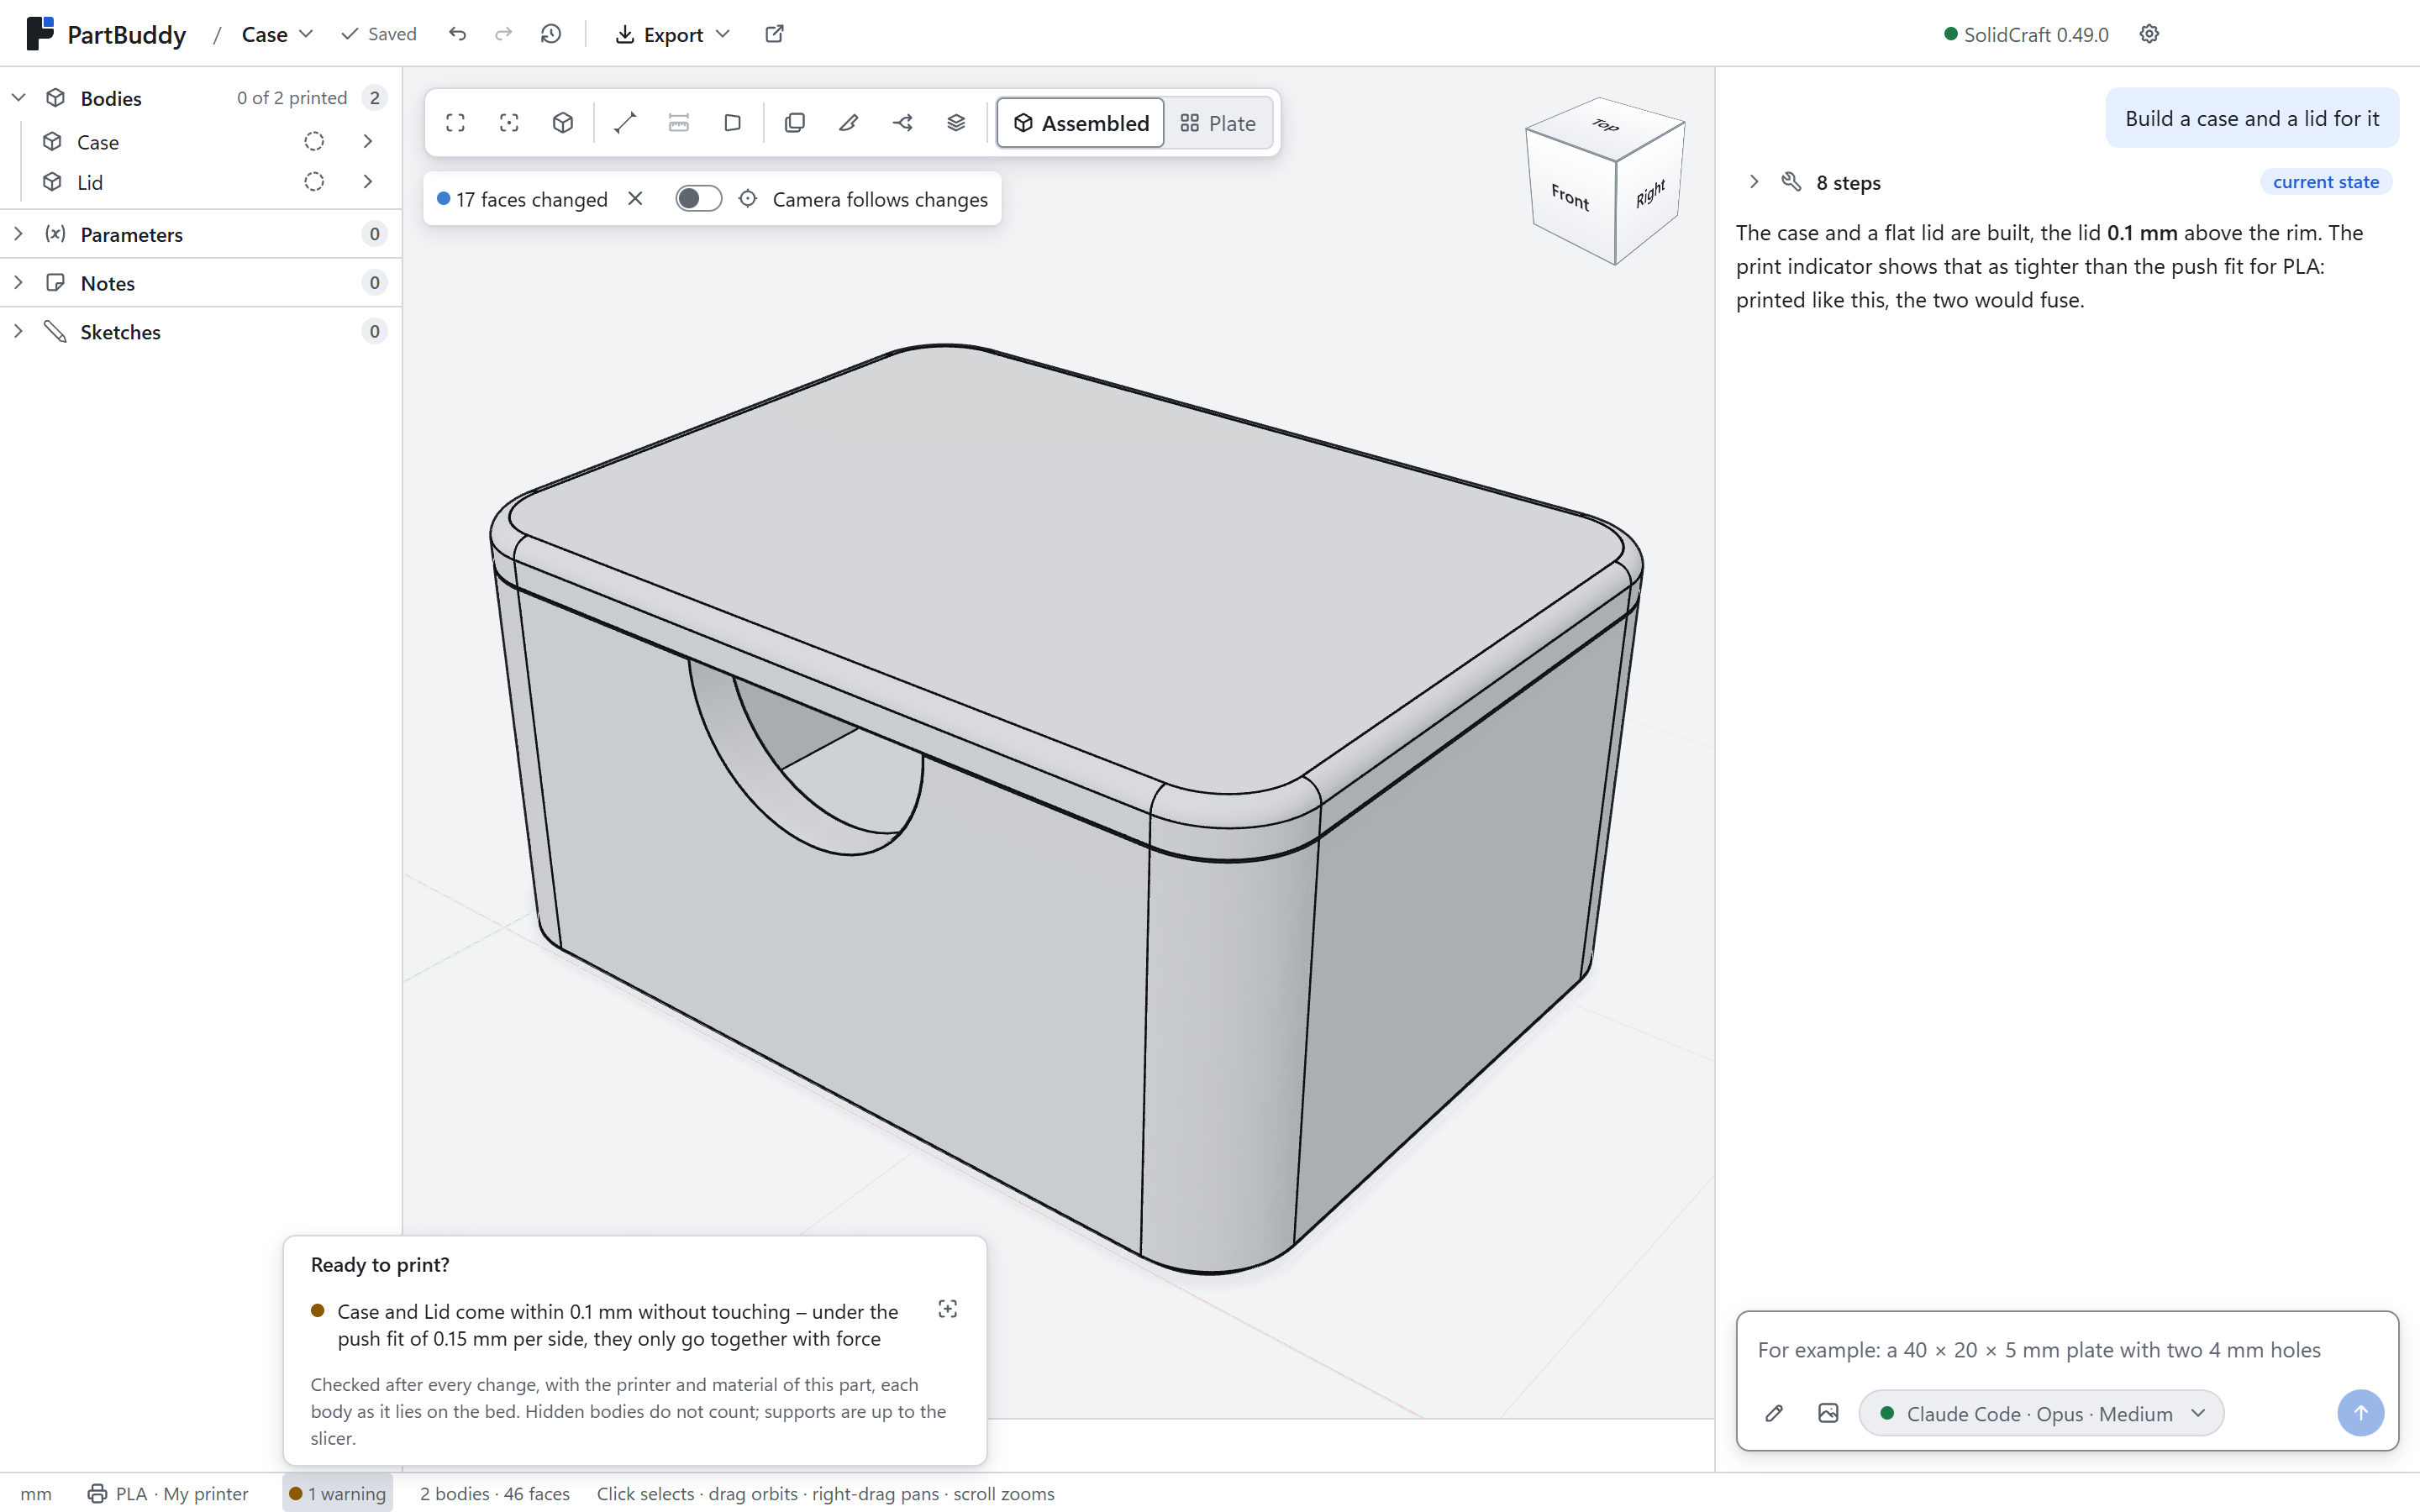 PartBuddy / Case Saved Export SolidCraft 0.49.0
Bodies 0 of 2 printed 2
Case
Lid
Parameters 0
Notes 0
Sketches 0
Assembled Plate
17 faces changed Camera follows changes
Top
Front
Right
Build a case and a lid for it
8 steps current state
The case and a flat lid are built, the lid 0.1 mm above the rim. The
print indicator shows that as tighter than the push fit for PLA:
printed like this, the two would fuse.
Ready to print?
Case and Lid come within 0.1 mm without touching – under the
push fit of 0.15 mm per side, they only go together with force
Checked after every change, with the printer and material of this part, each
body as it lies on the bed. Hidden bodies do not count; supports are up to the
slicer.
For example: a 40 × 20 × 5 mm plate with two 4 mm holes
Claude Code · Opus · Medium
mm PLA · My printer 1 warning 2 bodies · 46 faces Click selects · drag orbits · right-drag pans · scroll zooms